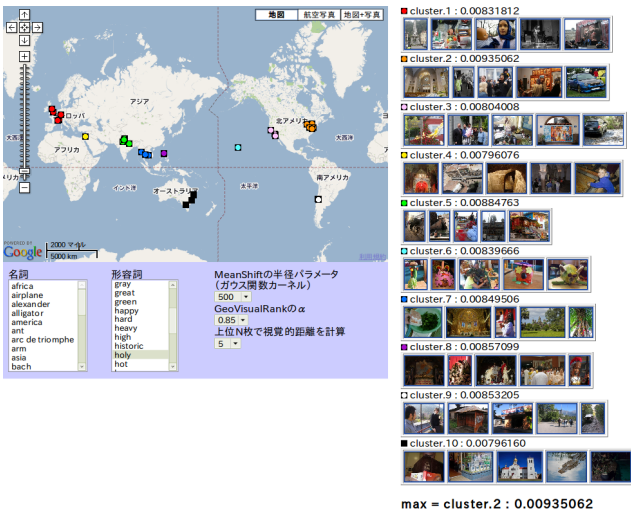 地図
航空写真
地図+写真
アジア
ヨーロッパ
北アメリカ
大西
大西洋
アフリカ
太平洋
インド洋
オーストラリア
南アメリカ
メリカ
POWERED BY
Google
2000 マイル
5000 km
名詞
africa
airplane
alexander
alligator
america
ant
arc de triomphe
arm
asia
bach
形容詞
gray
great
green
happy
hard
heavy
high
historic
holy
hot
MeanShiftの半径パラメータ
(ガウス関数カーネル)
500
GeoVisualRankのα
0.85
上位N枚で視覚的距離を計算
5
cluster.1 : 0.00831812
cluster.2 : 0.00935062
cluster.3 : 0.00804008
cluster.4 : 0.00796076
cluster.5 : 0.00884763
cluster.6 : 0.00839666
cluster.7 : 0.00849506
cluster.8 : 0.00857099
cluster.9 : 0.00853205
cluster.10 : 0.00796160
max = cluster.2 : 0.00935062